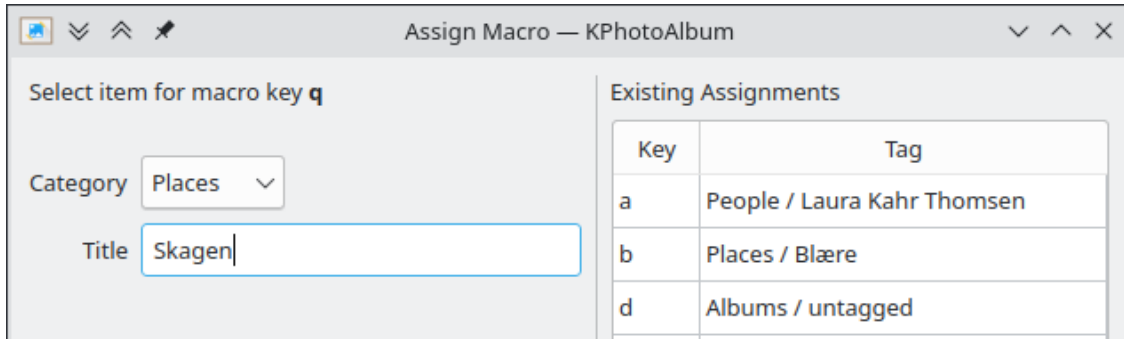 Assign Macro — KPhotoAlbum
Select item for macro key q
Category Places
Title Skagen
Existing Assignments
Key Tag
a People / Laura Kahr Thomsen
b Places / Blære
d Albums / untagged